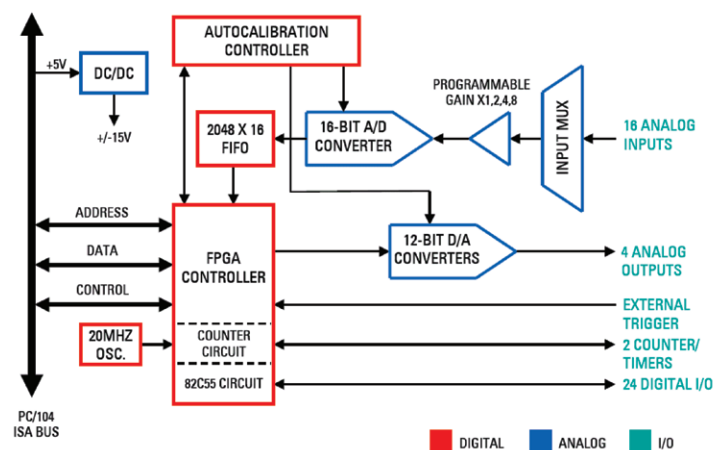 AUTOCALIBRATION
CONTROLLER
+5V
DC/DC
+/-15V
PROGRAMMABLE
GAIN X1,2,4,8
2048 X 16
FIFO
16-BIT A/D
CONVERTER
INPUT MUX
16 ANALOG
INPUTS
ADDRESS
DATA
CONTROL
FPGA
CONTROLLER
12-BIT D/A
CONVERTERS
4 ANALOG
OUTPUTS
EXTERNAL
TRIGGER
20MHZ
OSC.
COUNTER
CIRCUIT
2 COUNTER/
TIMERS
82C55 CIRCUIT
24 DIGITAL I/O
PC/104
ISA BUS
DIGITAL
ANALOG
I/O